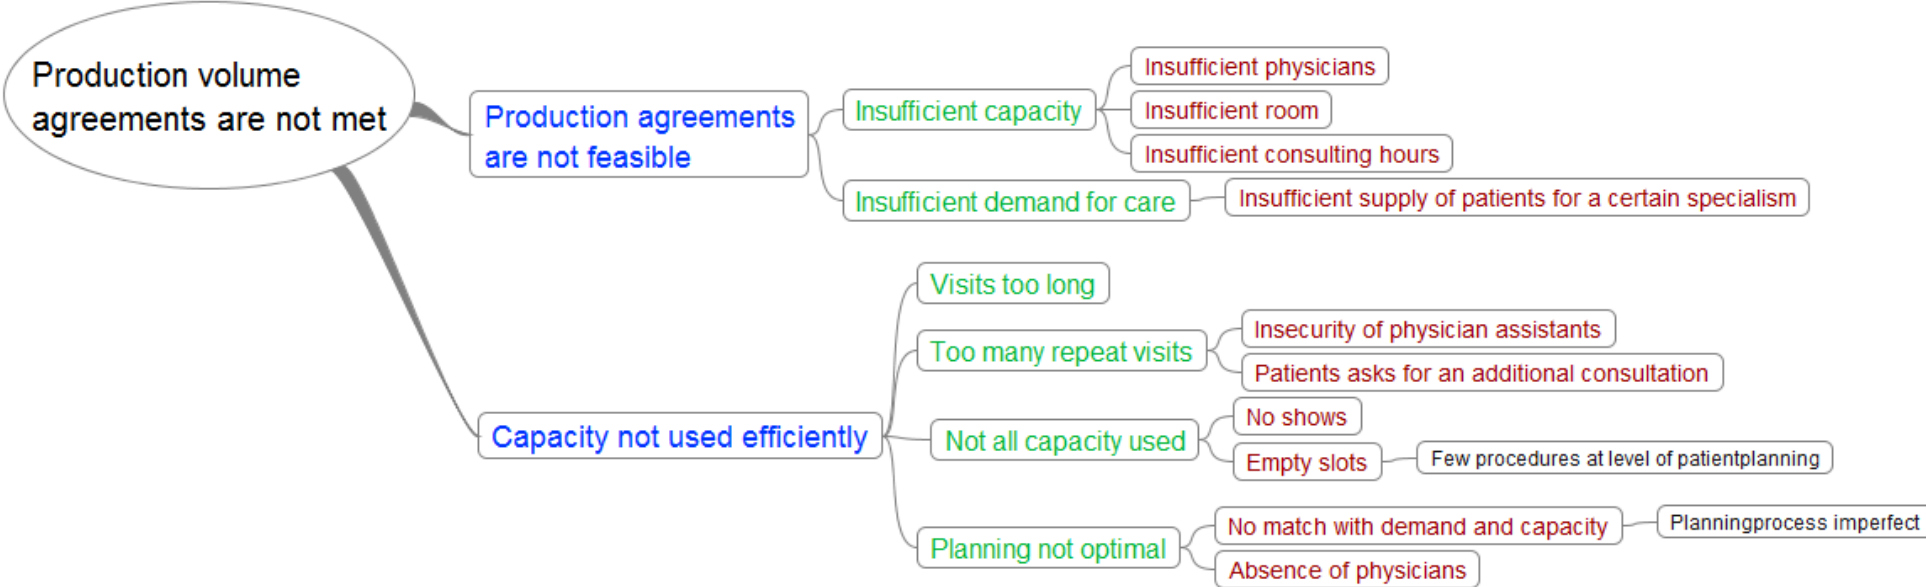 Production volume
agreements are not met
Production agreements
are not feasible
Insufficient capacity
Insufficient physicians
Insufficient room
Insufficient consulting hours
Insufficient demand for care
Insufficient supply of patients for a certain specialism
Capacity not used efficiently
Visits too long
Too many repeat visits
Insecurity of physician assistants
Patients asks for an additional consultation
Not all capacity used
No shows
Empty slots
Few procedures at level of patientplanning
Planning not optimal
No match with demand and capacity
Planningprocess imperfect
Absence of physicians